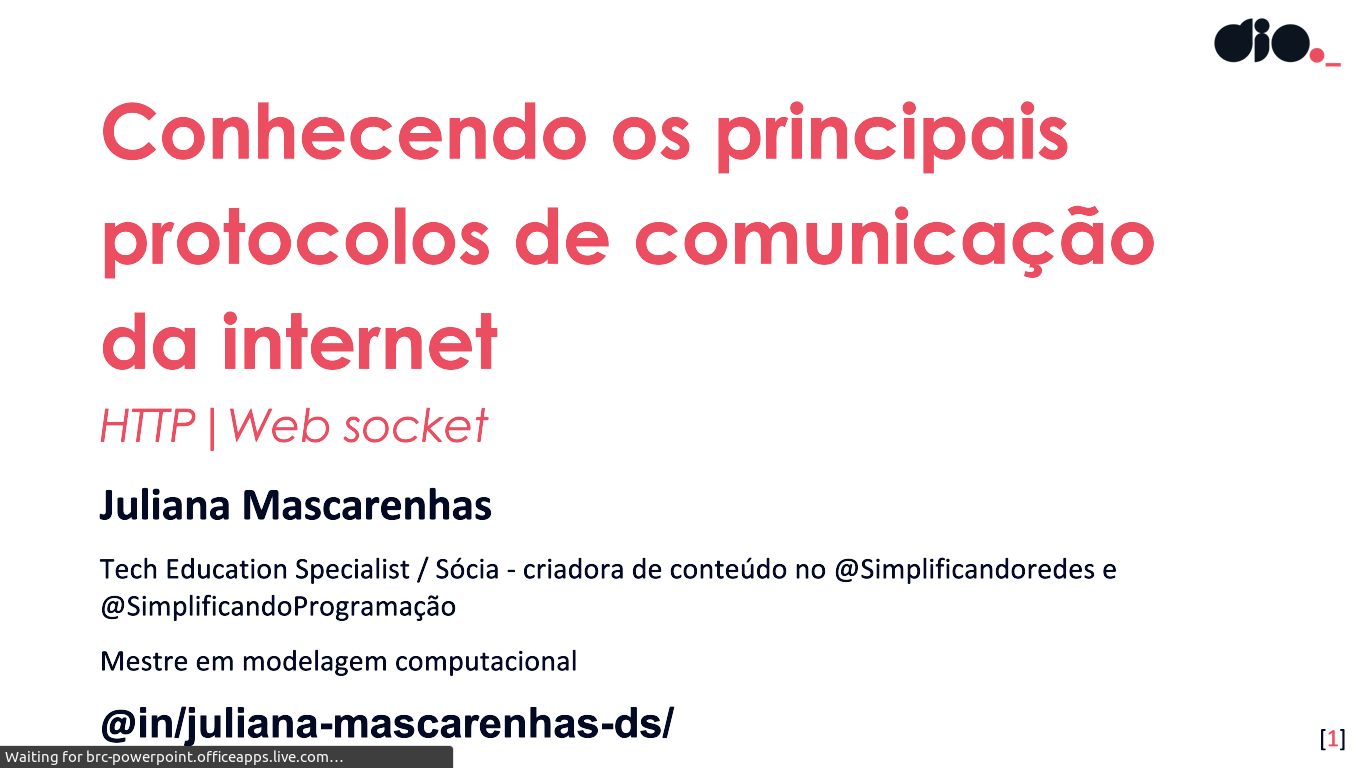 dio._
Conhecendo os principais
protocolos de comunicação
da internet
HTTP|Web socket
Juliana Mascarenhas
Tech Education Specialist / Sócia - criadora de conteúdo no @Simplificandoredes e
@SimplificandoProgramação
Mestre em modelagem computacional
@in/juliana-mascarenhas-ds/
[1]
Waiting for brc-powerpoint.officeapps.live.com…